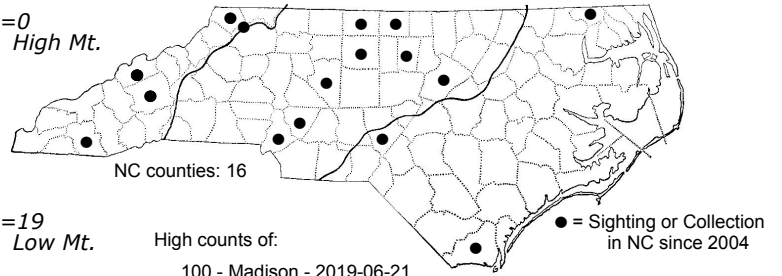 =0
High Mt.
NC counties: 16
=19
Low Mt.
High counts of:
100 - Madison - 2019-06-21
= Sighting or Collection
in NC since 2004